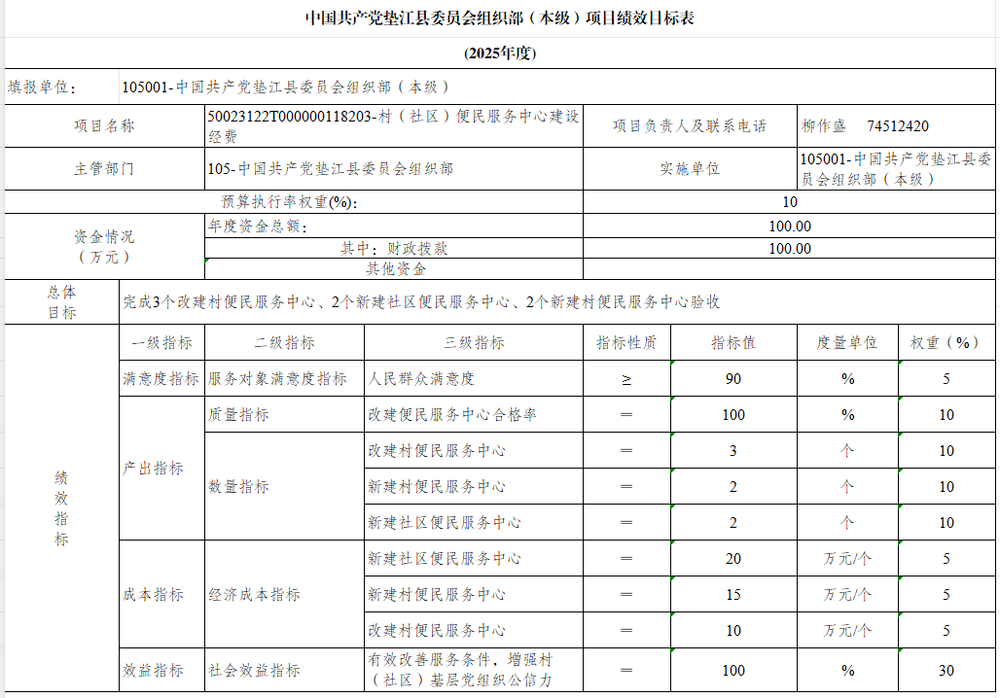 中国共产党垫江县委员会组织部（本级）项目绩效目标表
(2025年度)
填报单位： 105001-中国共产党垫江县委员会组织部（本级）
项目名称 50023122T000000118203-村（社区）便民服务中心建设 项目负责人及联系电话 柳作盛 74512420
经费
主管部门 105-中国共产党垫江县委员会组织部 实施单位 105001-中国共产党垫江县委
员会组织部（本级）
预算执行率权重(%): 10
资金情况
（万元） 年度资金总额： 100.00
其中：财政拨款 100.00
其他资金
总体
目标 完成3个改建村便民服务中心、2个新建社区便民服务中心、2个新建村便民服务中心验收
绩
效
指
标
一级指标 二级指标 三级指标 指标性质 指标值 度量单位 权重（%）
满意度指标 服务对象满意度指标 人民群众满意度 ≥ 90 % 5
产出指标 质量指标 改建便民服务中心合格率 ＝ 100 % 10
数量指标 改建村便民服务中心 ＝ 3 个 10
新建村便民服务中心 ＝ 2 个 10
新建社区便民服务中心 ＝ 2 个 10
成本指标 经济成本指标 新建社区便民服务中心 ＝ 20 万元/个 5
新建村便民服务中心 ＝ 15 万元/个 5
改建村便民服务中心 ＝ 10 万元/个 5
效益指标 社会效益指标 有效改善服务条件，增强村 ＝ 100 % 30
（社区）基层党组织公信力